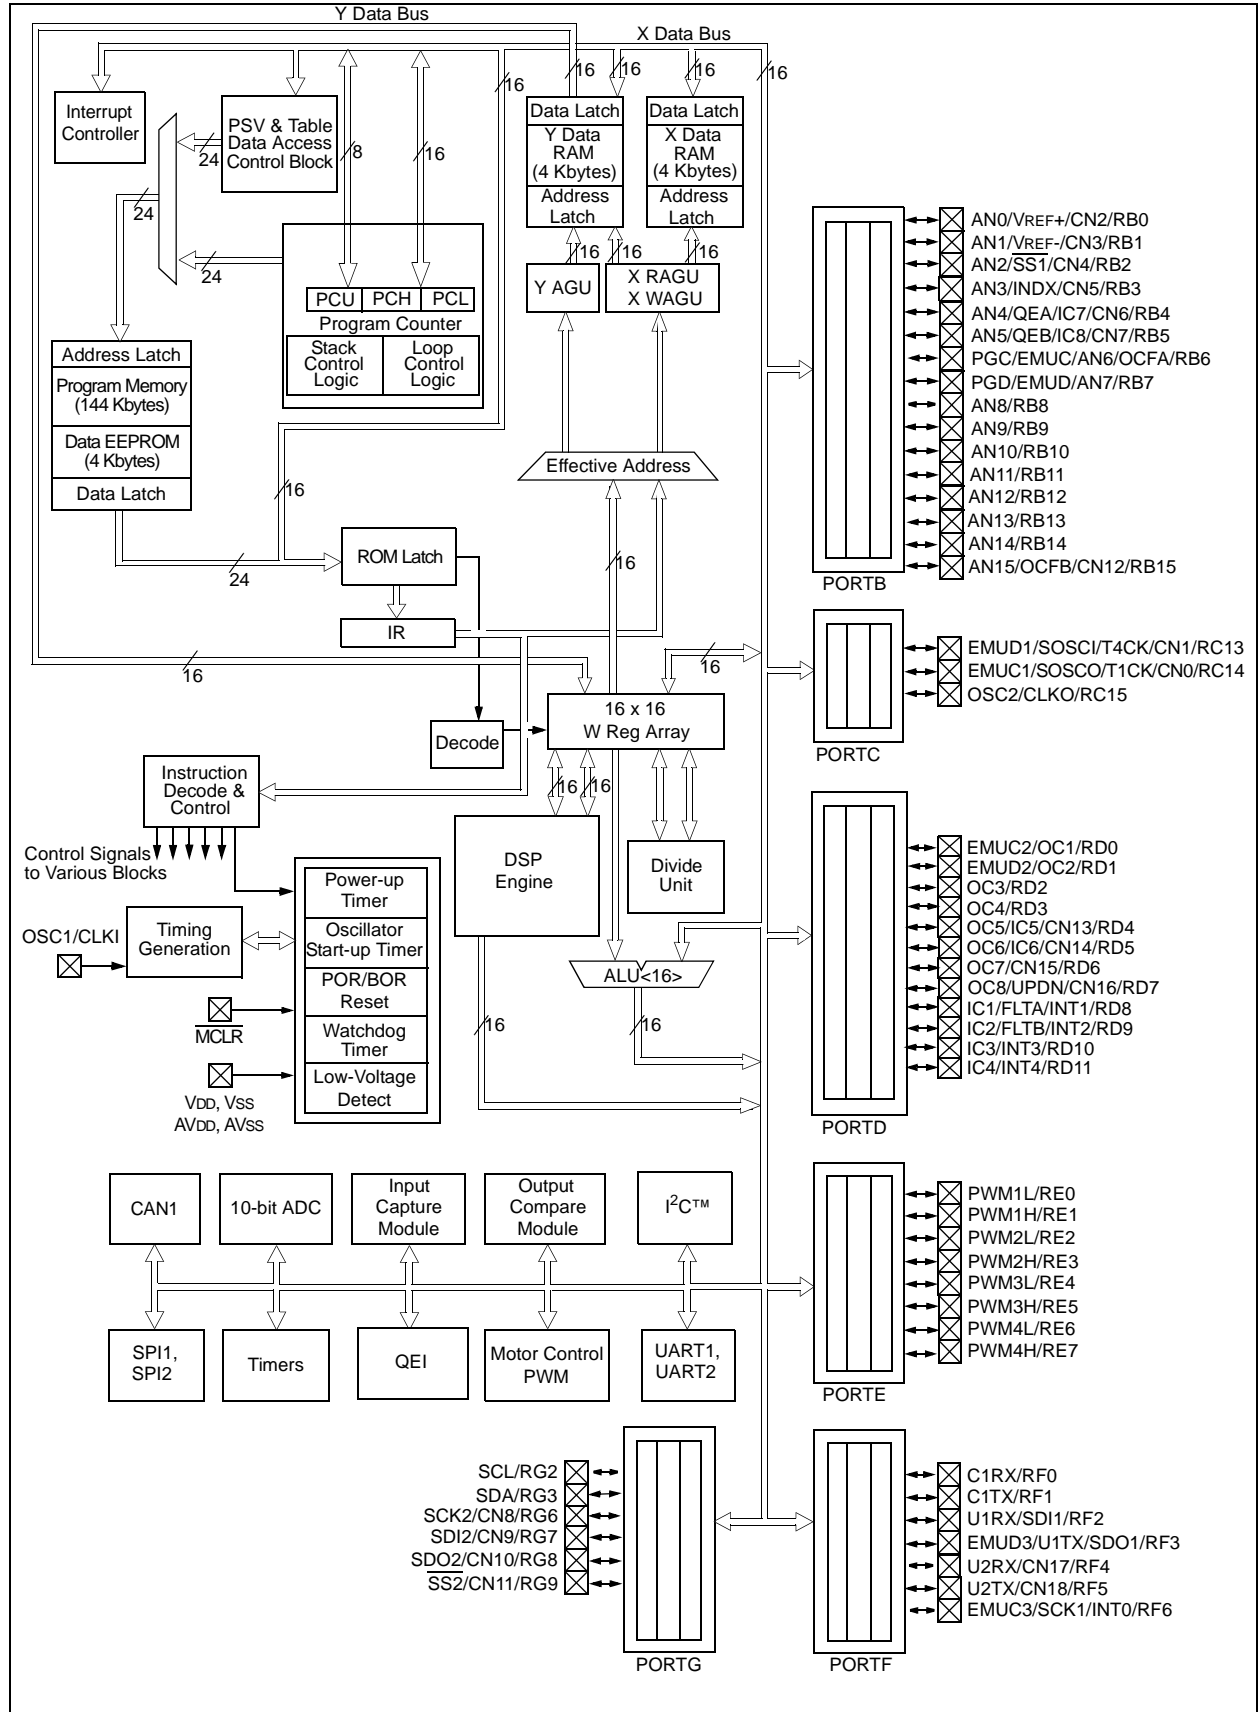 Y Data Bus
X Data Bus
16
16
16
16
16
Interrupt
Controller
PSV & Table
Data Access
Control Block
24
8
16
24
24
Data Latch
Y Data
RAM
(4 Kbytes)
Address
Latch
Data Latch
X Data
RAM
(4 Kbytes)
Address
Latch
16
16
16
Y AGU
X RAGU
X WAGU
PCU
PCH
PCL
Program Counter
Stack
Control
Logic
Loop
Control
Logic
Address Latch
Program Memory
(144 Kbytes)
Data EEPROM
(4 Kbytes)
Data Latch
Effective Address
16
24
ROM Latch
16
IR
16
16
16 x 16
W Reg Array
Decode
Instruction
Decode &
Control
16
16
Control Signals
to Various Blocks
DSP
Engine
Divide
Unit
Power-up
Timer
Oscillator
Start-up Timer
POR/BOR
Reset
Watchdog
Timer
Low-Voltage
Detect
OSC1/CLKI
Timing
Generation
MCLR
VDD, VSS
AVDD, AVSS
ALU<16>
16
16
CAN1
10-bit ADC
Input
Capture
Module
Output
Compare
Module
I²C™
SPI1,
SPI2
Timers
QEI
Motor Control
PWM
UART1,
UART2
AN0/VREF+/CN2/RB0
AN1/VREF-/CN3/RB1
AN2/SS1/CN4/RB2
AN3/INDX/CN5/RB3
AN4/QEA/IC7/CN6/RB4
AN5/QEB/IC8/CN7/RB5
PGC/EMUC/AN6/OCFA/RB6
PGD/EMUD/AN7/RB7
AN8/RB8
AN9/RB9
AN10/RB10
AN11/RB11
AN12/RB12
AN13/RB13
AN14/RB14
AN15/OCFB/CN12/RB15
PORTB
EMUD1/SOSCI/T4CK/CN1/RC13
EMUC1/SOSCO/T1CK/CN0/RC14
OSC2/CLKO/RC15
PORTC
EMUC2/OC1/RD0
EMUD2/OC2/RD1
OC3/RD2
OC4/RD3
OC5/IC5/CN13/RD4
OC6/IC6/CN14/RD5
OC7/CN15/RD6
OC8/UPDN/CN16/RD7
IC1/FLTA/INT1/RD8
IC2/FLTB/INT2/RD9
IC3/INT3/RD10
IC4/INT4/RD11
PORTD
PWM1L/RE0
PWM1H/RE1
PWM2L/RE2
PWM2H/RE3
PWM3L/RE4
PWM3H/RE5
PWM4L/RE6
PWM4H/RE7
PORTE
SCL/RG2
SDA/RG3
SCK2/CN8/RG6
SDI2/CN9/RG7
SDO2/CN10/RG8
SS2/CN11/RG9
PORTG
C1RX/RF0
C1TX/RF1
U1RX/SDI1/RF2
EMUD3/U1TX/SDO1/RF3
U2RX/CN17/RF4
U2TX/CN18/RF5
EMUC3/SCK1/INT0/RF6
PORTF